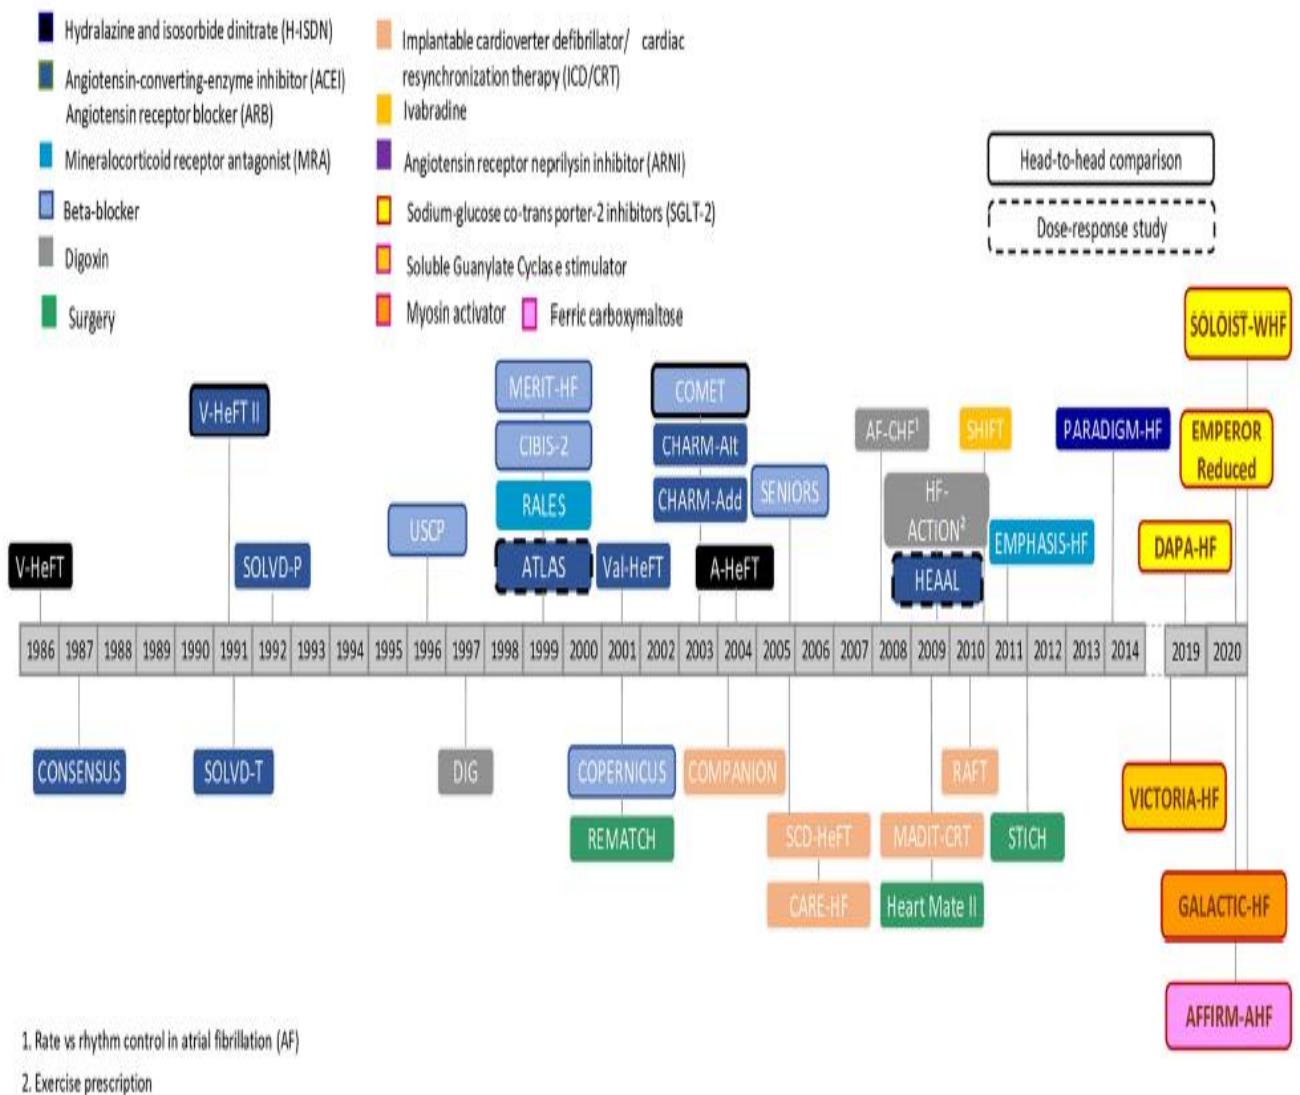 Hydralazine and isosorbide dinitrate (H-ISDN)
Angiotensin-converting-enzyme inhibitor (ACEI)
Angiotensin receptor blocker (ARB)
Mineralocorticoid receptor antagonist (MRA)
Beta-blocker
Digoxin
Surgery
Implantable cardioverter defibrillator/ cardiac
resynchronization therapy (ICD/CRT)
Ivabradine
Angiotensin receptor neprilysin inhibitor (ARNI)
Sodium-glucose co-trans porter-2 inhibitors (SGLT-2)
Soluble Guanylate Cyclase stimulator
Myosin activator
Ferric carboxymaltose
Head-to-head comparison
Dose-response study
SOLOIST-WHF
V-HeFT II
MERIT-HF
COMET
AF-CHF¹
SHIFT
PARADIGM-HF
EMPEROR
Reduced
CIBIS-2
CHARM-Alt
USCP
RALES
CHARM-Add
SENIORS
HF-
ACTION²
EMPHASIS-HF
DAPA-HF
V-HeFT
SOLVD-P
ATLAS
Val-HeFT
A-HeFT
HEAAL
1986 1987 1988 1989 1990 1991 1992 1993 1994 1995 1996 1997 1998 1999 2000 2001 2002 2003 2004 2005 2006 2007 2008 2009 2010 2011 2012 2013 2014 2019 2020
CONSENSUS
SOLVD-T
DIG
COPERNICUS
COMPANION
RAFT
VICTORIA-HF
REMATCH
SCD-HeFT
MADIT-CRT
STICH
CARE-HF
Heart Mate II
GALACTIC-HF
AFFIRM-AHF
1. Rate vs rhythm control in atrial fibrillation (AF)
2. Exercise prescription